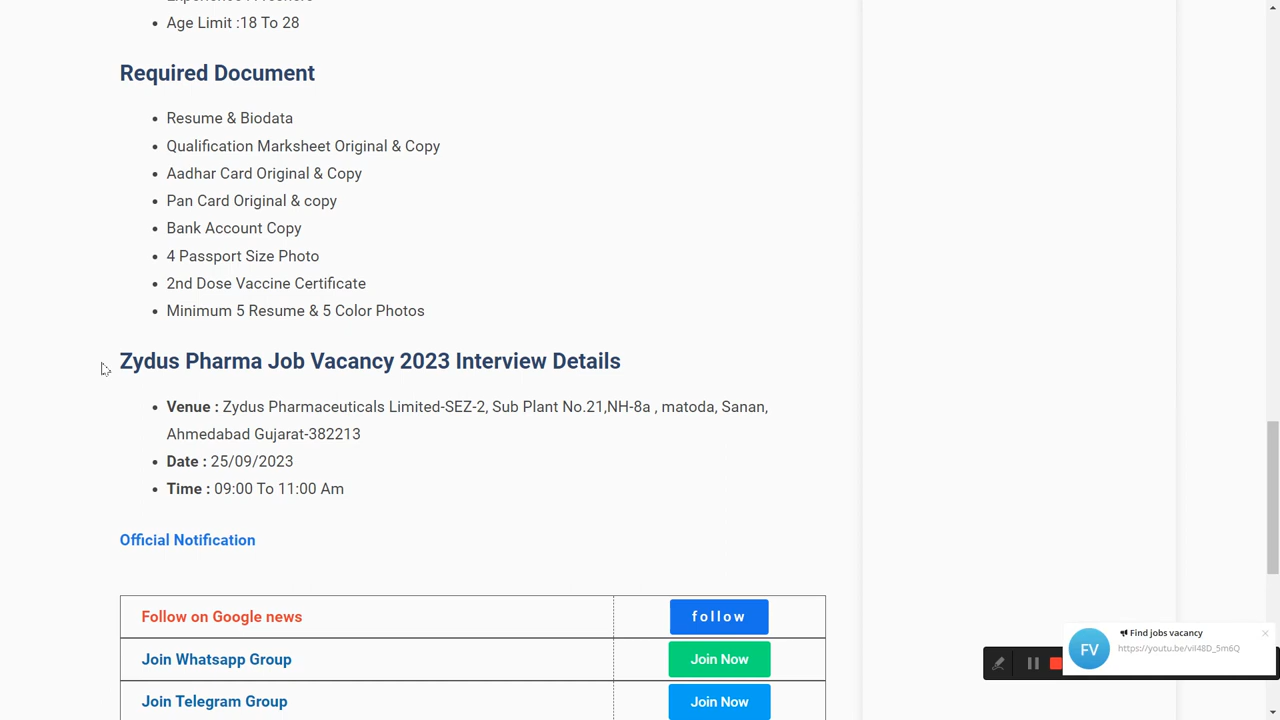 Age Limit :18 To 28
Required Document
Resume & Biodata
Qualification Marksheet Original & Copy
Aadhar Card Original & Copy
Pan Card Original & copy
Bank Account Copy
4 Passport Size Photo
2nd Dose Vaccine Certificate
Minimum 5 Resume & 5 Color Photos
Zydus Pharma Job Vacancy 2023 Interview Details
Venue : Zydus Pharmaceuticals Limited-SEZ-2, Sub Plant No.21,NH-8a , matoda, Sanan,
Ahmedabad Gujarat-382213
Date : 25/09/2023
Time : 09:00 To 11:00 Am
Official Notification
Follow on Google news
follow
Join Whatsapp Group
Join Now
Join Telegram Group
Join Now
FV
Find jobs vacancy
https://youtu.be/vil48D_5m6Q